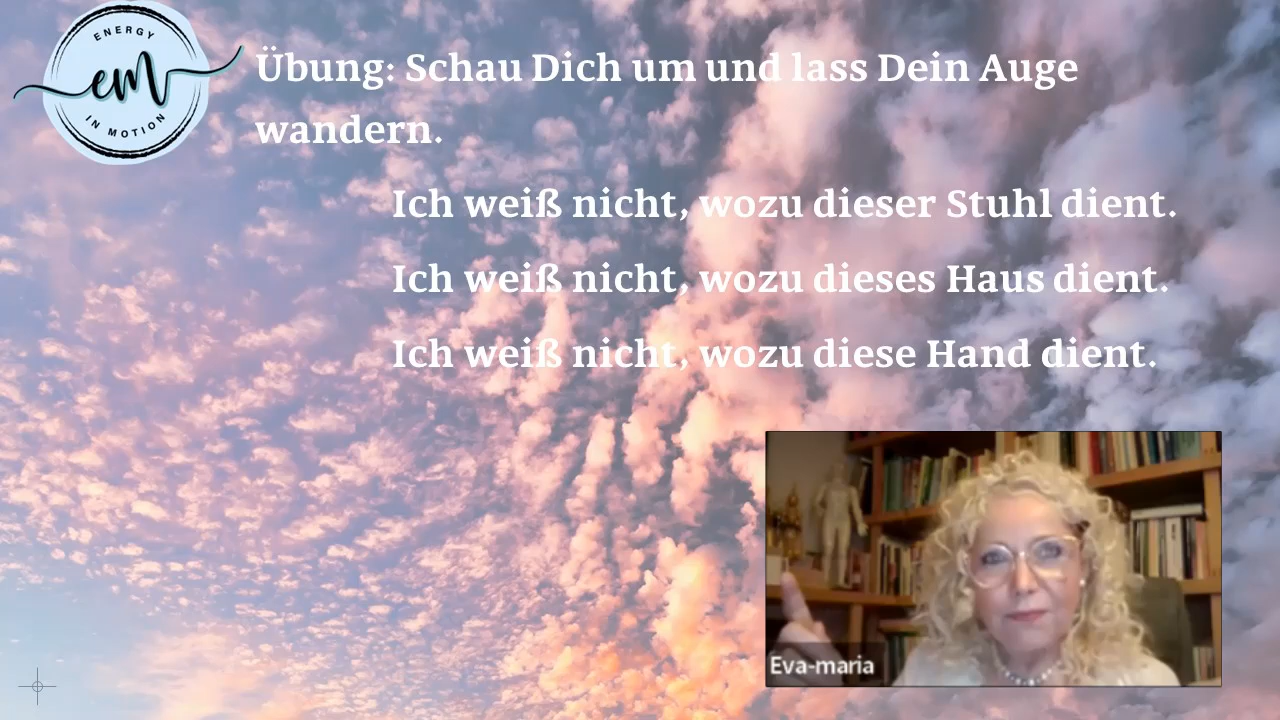 ENERGY
em
IN MOTION
Übung: Schau Dich um und lass Dein Auge
wandern.
Ich weiß nicht, wozu dieser Stuhl dient.
Ich weiß nicht, wozu dieses Haus dient.
Ich weiß nicht, wozu diese Hand dient.
Eva-maria